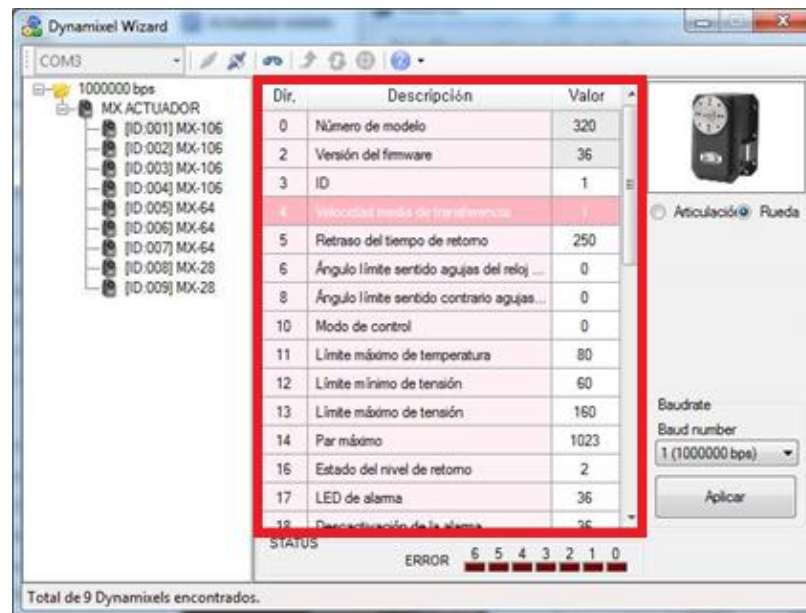 Dynamixel Wizard
COM3
1000000 bps
MX ACTUADOR
[ID:001] MX-106
[ID:002] MX-106
[ID:003] MX-106
[ID:004] MX-106
[ID:005] MX-64
[ID:006] MX-64
[ID:007] MX-64
[ID:008] MX-28
[ID:009] MX-28
Dir. Descripción Valor
0 Número de modelo 320
2 Versión del firmware 36
3 ID 1
4 Velocidad media de transferencia 1
5 Retraso del tiempo de retorno 250
6 Ángulo límite sentido agujas del reloj ... 0
8 Ángulo límite sentido contrario agujas... 0
10 Modo de control 0
11 Límite máximo de temperatura 80
12 Límite mínimo de tensión 60
13 Límite máximo de tensión 160
14 Par máximo 1023
16 Estado del nivel de retorno 2
17 LED de alarma 36
18 Descactivación de la alarma 36
Articulació Rueda
Baudrate
Baud number
1 (1000000 bps)
Aplicar
STATUS
ERROR 6 5 4 3 2 1 0
Total de 9 Dynamixels encontrados.